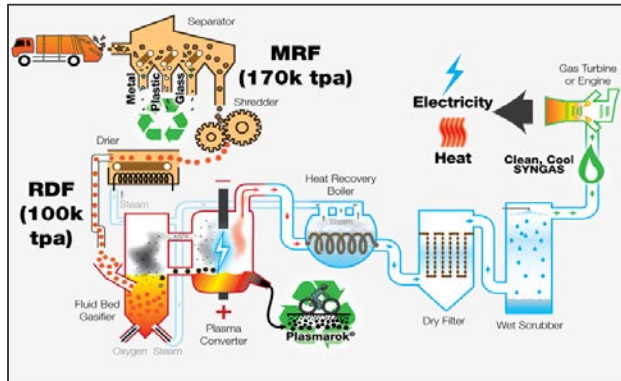 Separator
MRF
(170k tpa)
Metal
Plastic
Glass
Shredder
Drier
RDF
(100k
tpa)
Steam
Fluid Bed
Gasifier
Oxygen Steam
Plasma
Converter
Plasmarok®
Heat Recovery
Boiler
Steam
Dry Filter
Wet Scrubber
Clean, Cool
SYNGAS
Gas Turbine
or Engine
Electricity
Heat